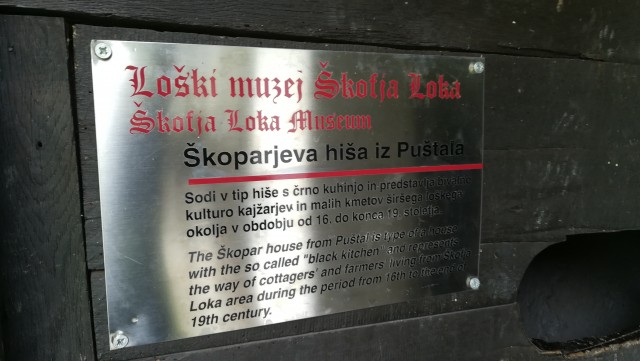 Loški muzej Škofja Loka
Škofja Loka Museum
Škoparjeva hiša iz Puštala
Sodi v tip hiše s črno kuhinjo in predstavlja
kulturo kajžarjev in malih kmetov širšega loškega
okolja v obdobju od 16. do konca 19. stoletja.
The Škopar house from Puštal is type of a house
with the so called "black kitchen" and represents
the way of cottagers' and farmers' living from Škofja
Loka area during the period from 16th to the end of
19th century.